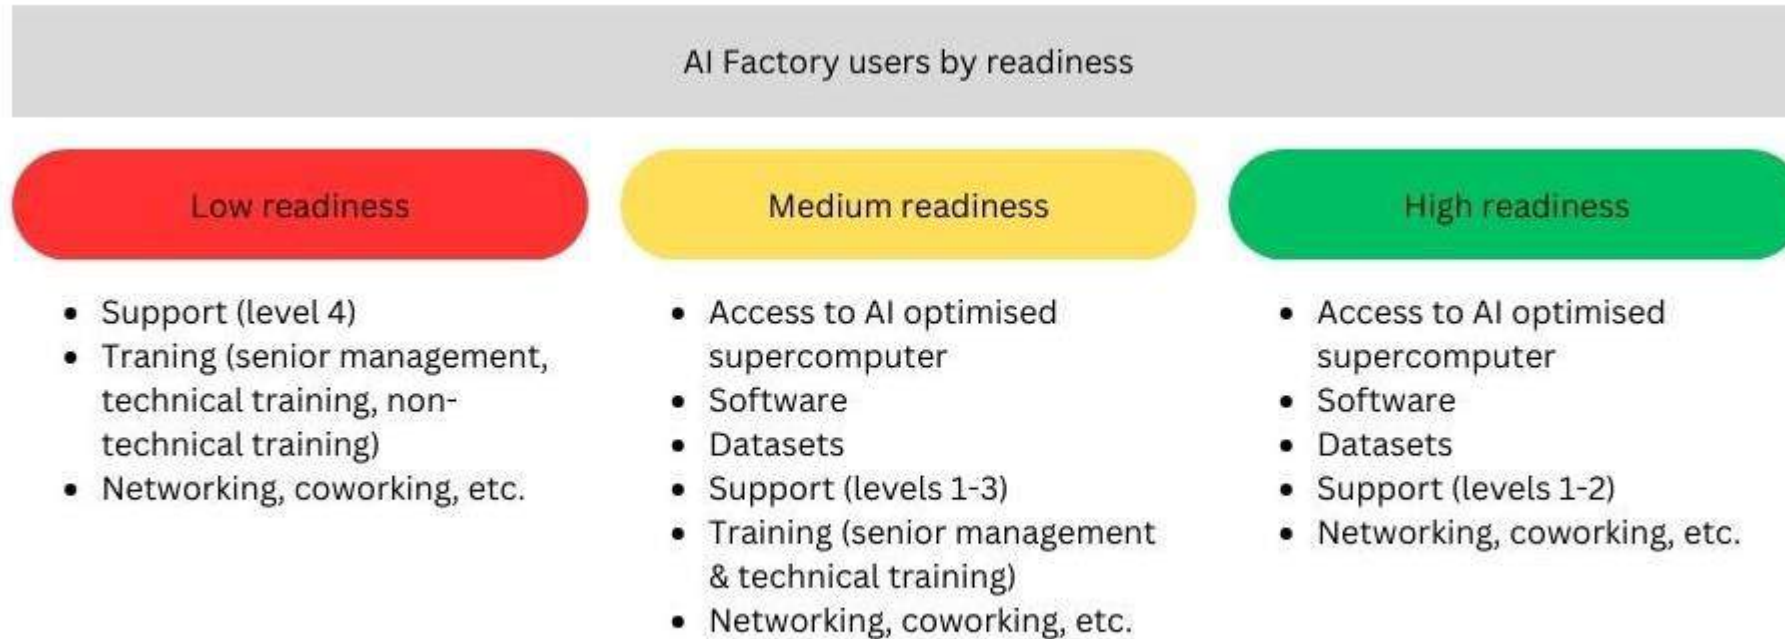 AI Factory users by readiness
Low readiness
• Support (level 4)
• Traning (senior management,
technical training, non-
technical training)
• Networking, coworking, etc.
Medium readiness
• Access to AI optimised
supercomputer
• Software
• Datasets
• Support (levels 1-3)
• Training (senior management
& technical training)
• Networking, coworking, etc.
High readiness
• Access to AI optimised
supercomputer
• Software
• Datasets
• Support (levels 1-2)
• Networking, coworking, etc.